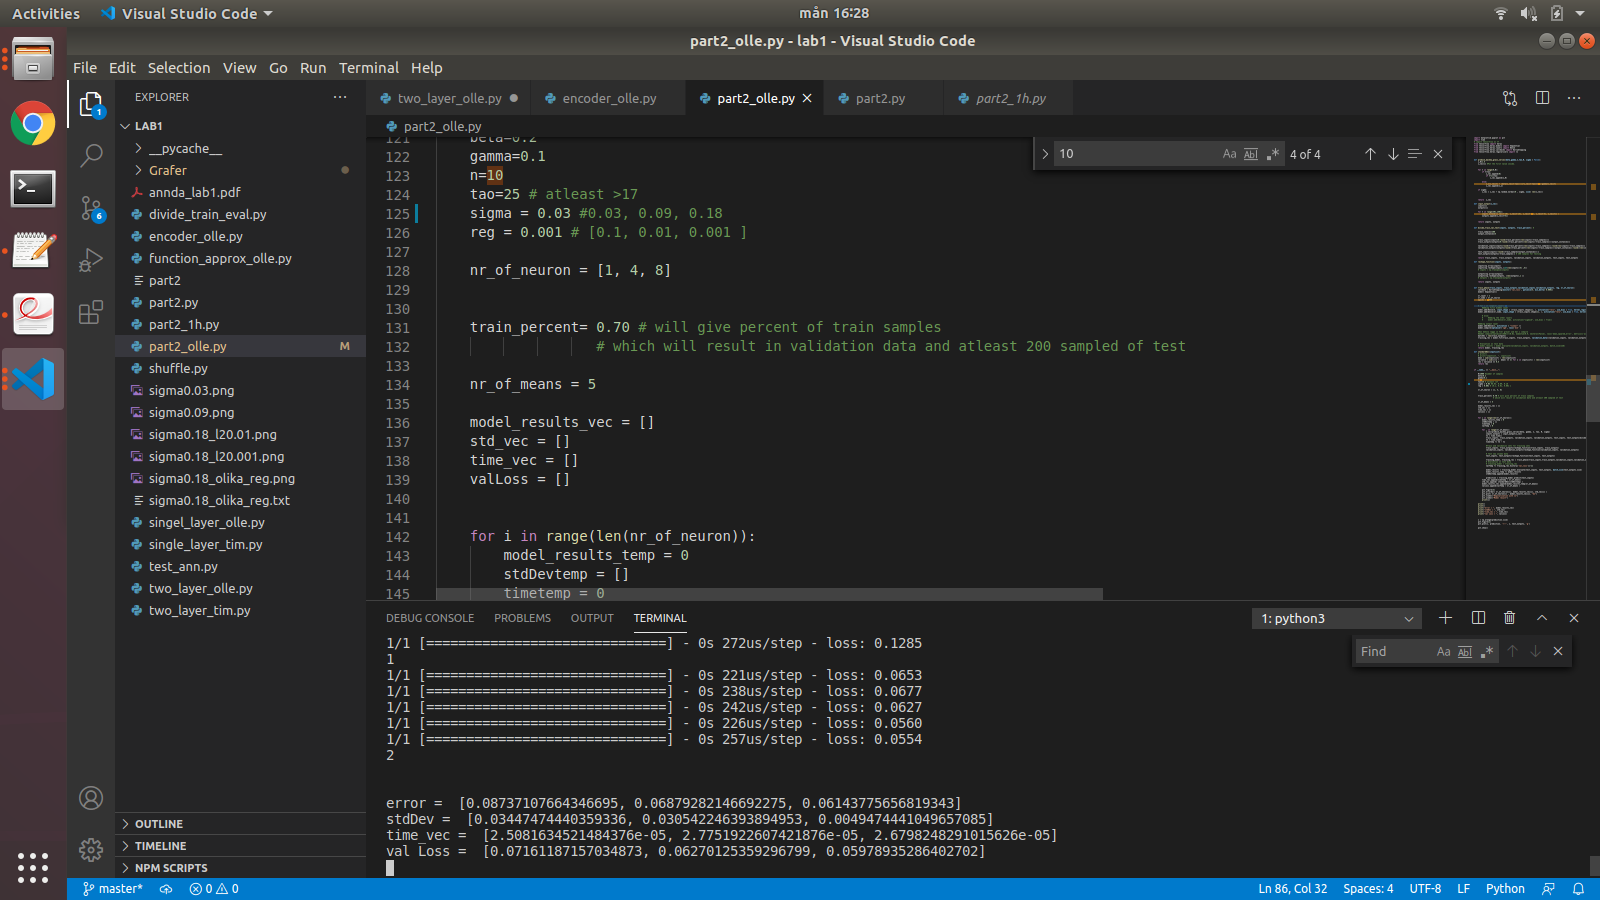 Activities
Visual Studio Code
mån 16:28
part2_olle.py - lab1 - Visual Studio Code
File Edit Selection View Go Run Terminal Help
EXPLORER
two_layer_olle.py
encoder_olle.py
part2_olle.py
part2.py
part2_1h.py
1
LAB1
part2_olle.py
__pycache__
Grafer
annda_lab1.pdf
divide_train_eval.py
6
encoder_olle.py
function_approx_olle.py
part2
part2.py
part2_1h.py
part2_olle.py M
shuffle.py
sigma0.03.png
sigma0.09.png
sigma0.18_l20.01.png
sigma0.18_l20.001.png
sigma0.18_olika_reg.png
sigma0.18_olika_reg.txt
singel_layer_olle.py
single_layer_tim.py
test_ann.py
two_layer_olle.py
two_layer_tim.py
OUTLINE
TIMELINE
NPM SCRIPTS
10
Aa Abl .*
4 of 4
121 beta=0.2
122 gamma=0.1
123 n=10
124 tao=25 # atleast >17
125 sigma = 0.03 #0.03, 0.09, 0.18
126 reg = 0.001 # [0.1, 0.01, 0.001 ]
127
128 nr_of_neuron = [1, 4, 8]
129
130
131 train_percent= 0.70 # will give percent of train samples
132 # which will result in validation data and atleast 200 sampled of test
133
134 nr_of_means = 5
135
136 model_results_vec = []
137 std_vec = []
138 time_vec = []
139 valLoss = []
140
141
142 for i in range(len(nr_of_neuron)):
143 model_results_temp = 0
144 stdDevtemp = []
145 timetemp = 0
DEBUG CONSOLE PROBLEMS OUTPUT TERMINAL
1: python3
Find Aa Abl .*
1/1 [==============================] - 0s 272us/step - loss: 0.1285
1
1/1 [==============================] - 0s 221us/step - loss: 0.0653
1/1 [==============================] - 0s 238us/step - loss: 0.0677
1/1 [==============================] - 0s 242us/step - loss: 0.0627
1/1 [==============================] - 0s 226us/step - loss: 0.0560
1/1 [==============================] - 0s 257us/step - loss: 0.0554
2
error =  [0.08737107664346695, 0.06879282146692275, 0.06143775656819343]
stdDev =  [0.03447474440359336, 0.030542246393894953, 0.0049474441049657085]
time_vec =  [2.5081634521484376e-05, 2.7751922607421876e-05, 2.6798248291015626e-05]
val Loss =  [0.07161187157034873, 0.06270125359296799, 0.05978935286402702]
master* 0 0
Ln 86, Col 32 Spaces: 4 UTF-8 LF Python